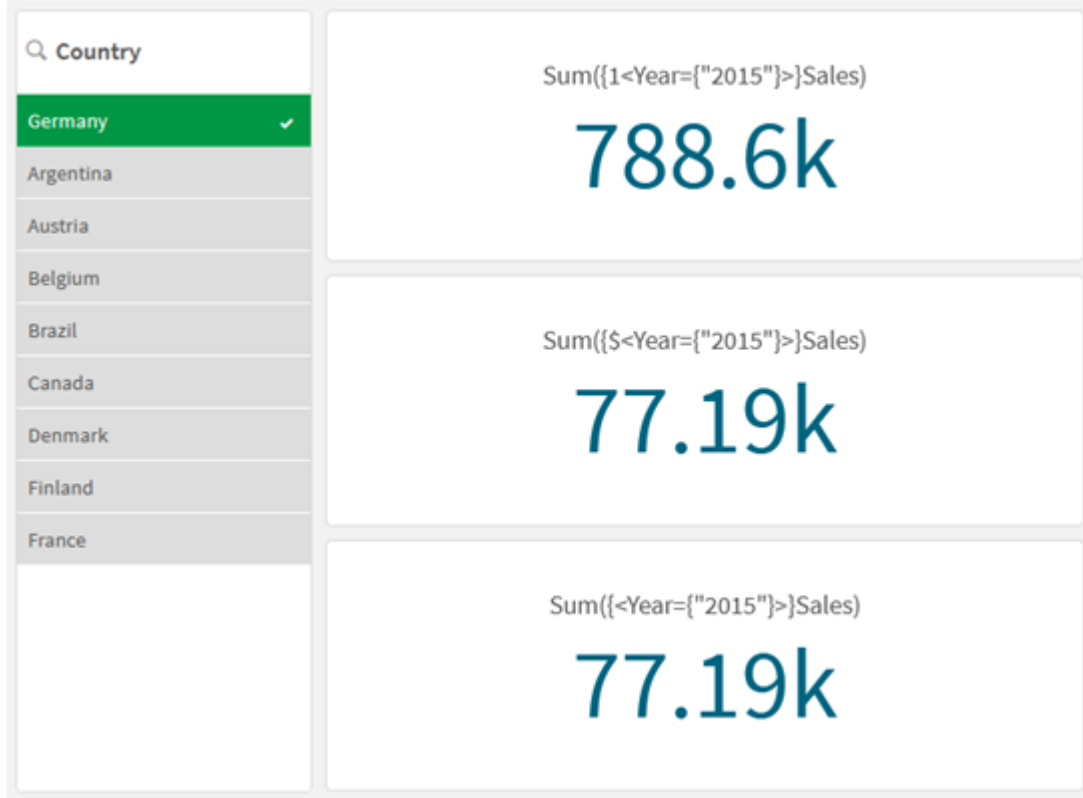 Country
Germany
Argentina
Austria
Belgium
Brazil
Canada
Denmark
Finland
France
Sum({1<Year={"2015"}>}Sales)
788.6k
Sum({$<Year={"2015"}>}Sales)
77.19k
Sum({<Year={"2015"}>}Sales)
77.19k